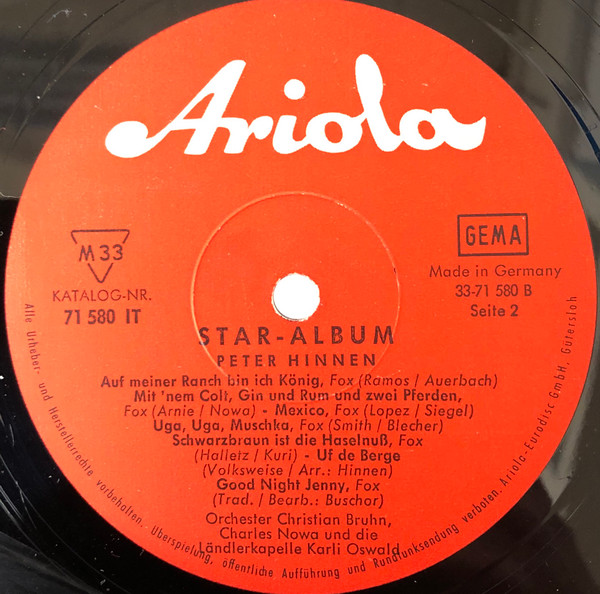 Ariola
M 33
KATALOG-NR.
71 580 IT
GEMA
Made in Germany
33-71 580 B
Seite 2
STAR-ALBUM
PETER HINNEN
Auf meiner Ranch bin ich König, Fox (Ramos / Auerbach)
Mit 'nem Colt, Gin und Rum und zwei Pferden,
Fox (Arnie / Nowa) - Mexico, Fox (Lopez / Siegel)
Uga, Uga, Muschka, Fox (Smith / Blecher)
Schwarzbraun ist die Haselnuß, Fox
(Halletz / Kuri) - Uf de Berge
(Volksweise / Arr.: Hinnen)
Good Night Jenny, Fox
(Trad. / Bearb.: Buschor)
Orchester Christian Bruhn,
Charles Nowa und die
Ländlerkapelle Karli Oswald
Alle Urheber- und Herstellerrechte vorbehalten. Überspielung, öffentliche Aufführung und Rundfunksendung verboten. Ariola-Eurodisc GmbH, Gütersloh